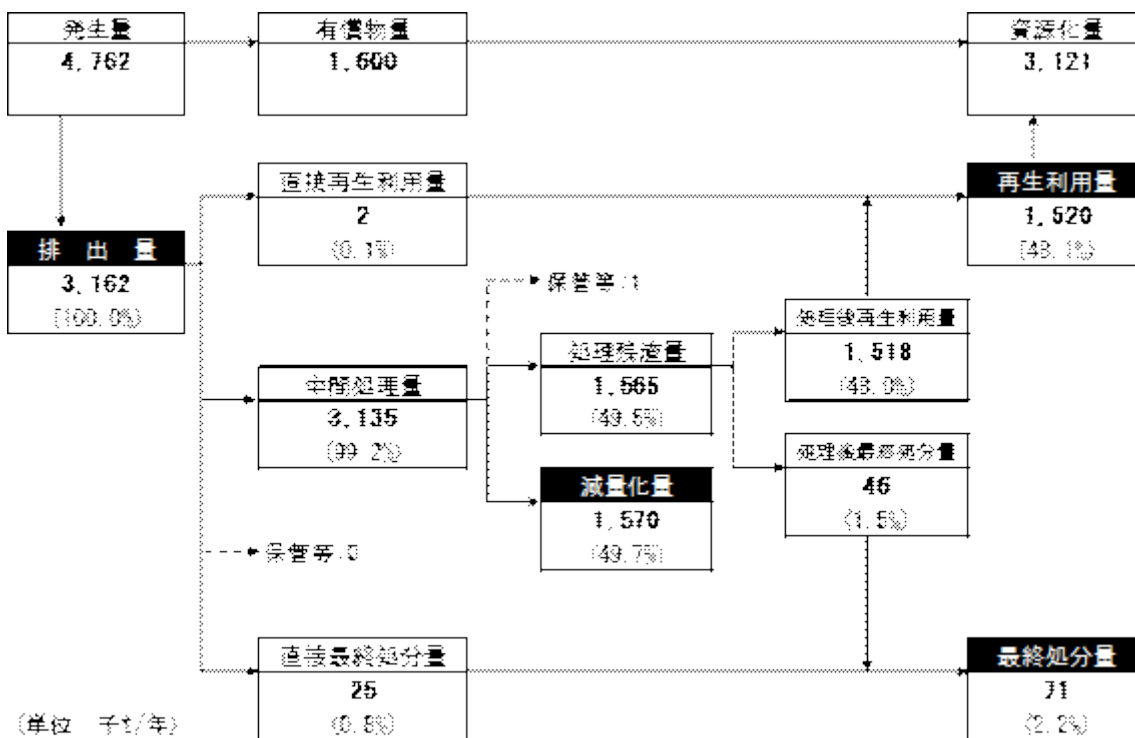 発生量
4,762
有償物量
1,600
資源化量
3,121
直接再生利用量
2
(0.1%)
再生利用量
1,520
(48.1%)
排 出 量
3,162
(100.0%)
保管等:1
処理後再生利用量
1,518
(48.0%)
処理残渣量
1,565
(49.5%)
中間処理量
3,135
(99.2%)
処理後最終処分量
46
(1.5%)
減量化量
1,570
(49.7%)
保管等:0
直接最終処分量
25
(0.8%)
最終処分量
71
(2.2%)
(単位 千t/年)